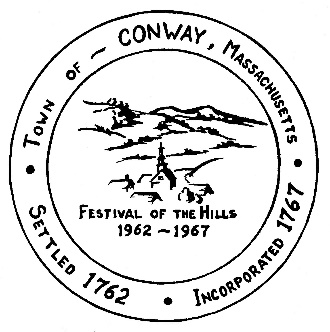 TOWN OF ~ CONWAY, MASSACHUSETTS
FESTIVAL OF THE HILLS
1962 ~ 1967
SETTLED 1762 • INCORPORATED 1767